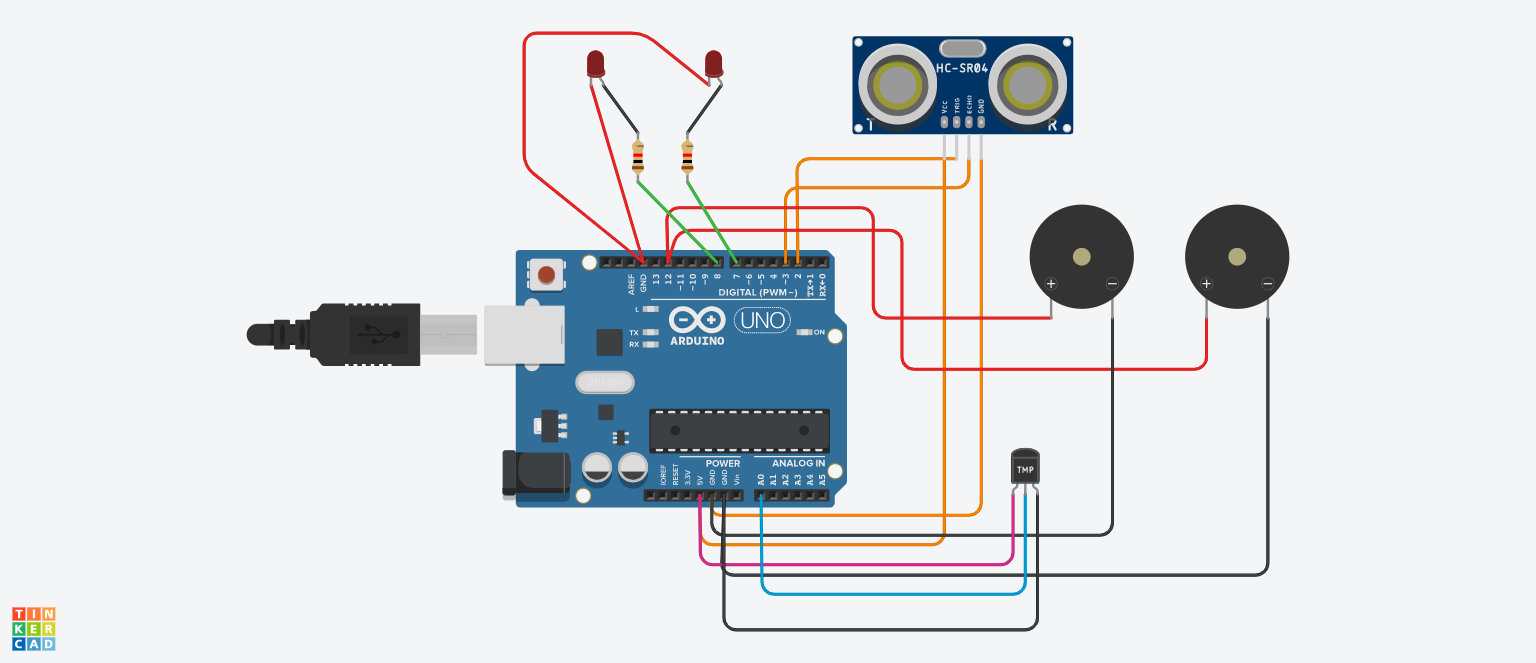 HC-SR04
VCC
TRIG
ECHO
GND
T
R
AREF
GND
13
12
~11
~10
~9
8
7
~6
~5
4
~3
2
TX→1
RX←0
DIGITAL (PWM~)
L
TX
RX
ARDUINO
UNO
ON
POWER
ANALOG IN
IOREF
RESET
3.3V
5V
GND
GND
Vin
A0
A1
A2
A3
A4
A5
TMP
TIN
KER
CAD